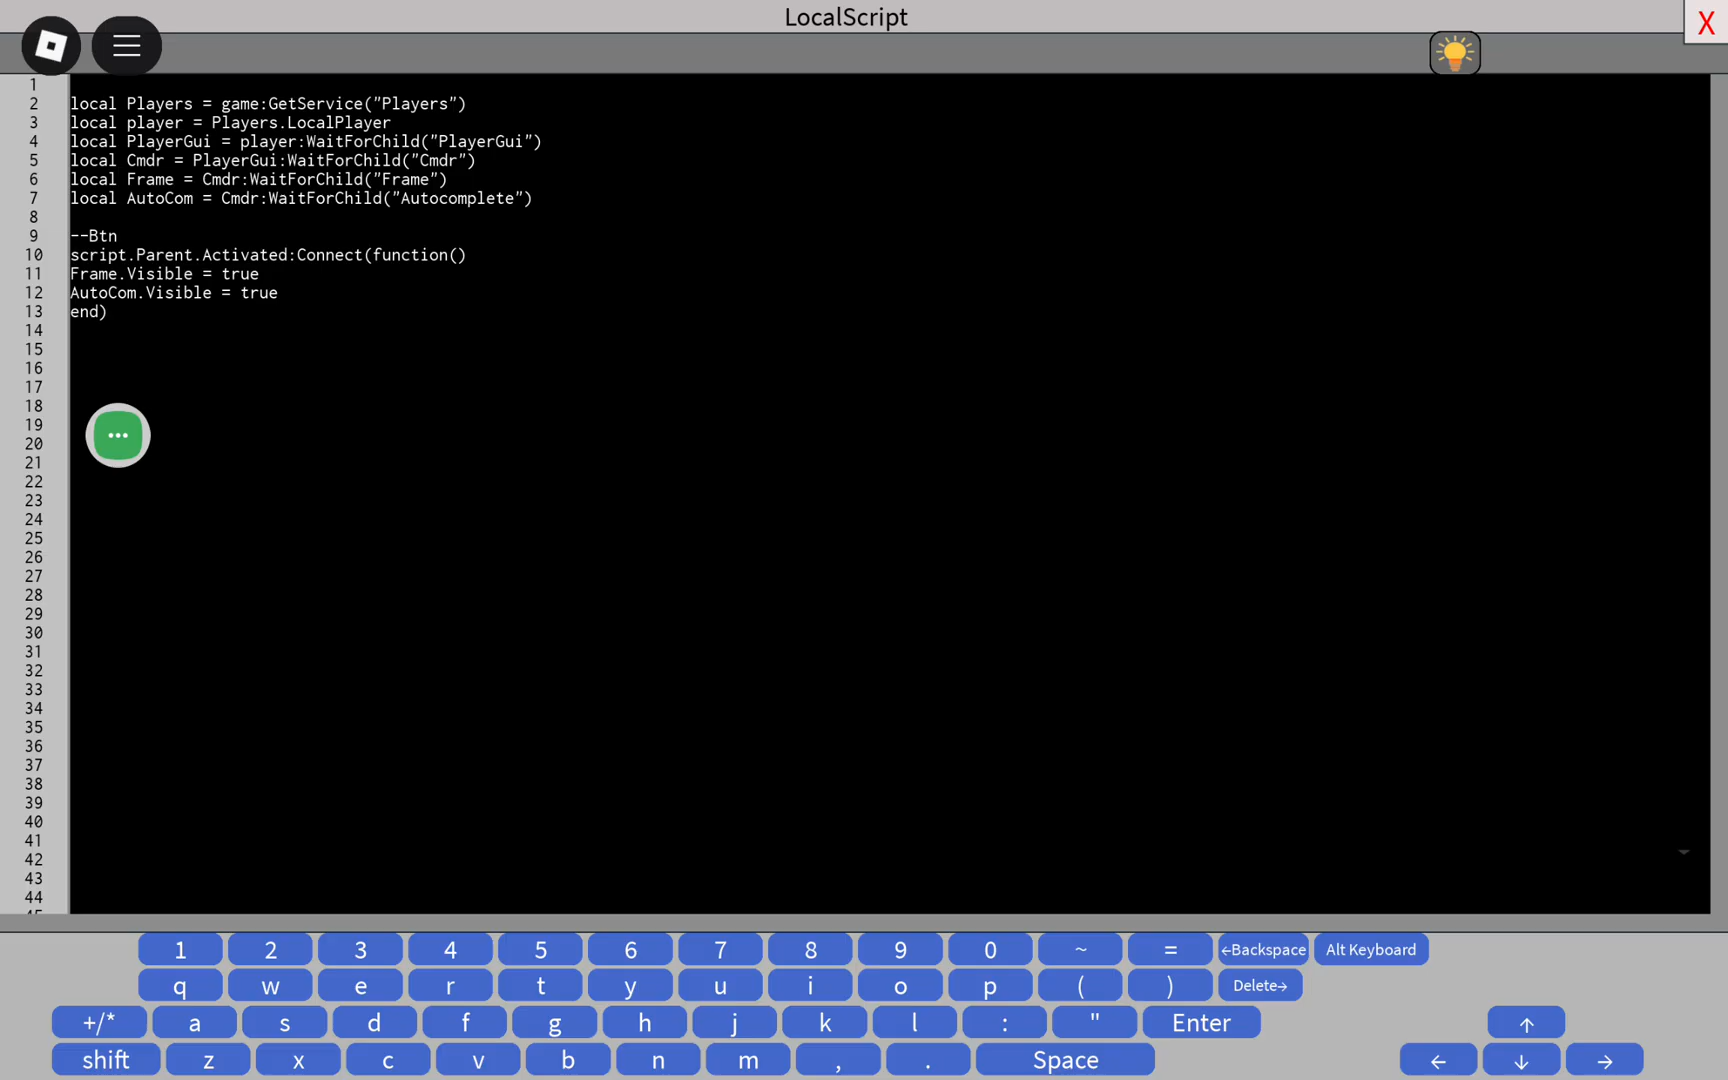 LocalScript
X
1
2 local Players = game:GetService("Players")
3 local player = Players.LocalPlayer
4 local PlayerGui = player:WaitForChild("PlayerGui")
5 local Cmdr = PlayerGui:WaitForChild("Cmdr")
6 local Frame = Cmdr:WaitForChild("Frame")
7 local AutoCom = Cmdr:WaitForChild("Autocomplete")
8
9 --Btn
10 script.Parent.Activated:Connect(function()
11 Frame.Visible = true
12 AutoCom.Visible = true
13 end)
14
15
16
17
18
19
20
21
22
23
24
25
26
27
28
29
30
31
32
33
34
35
36
37
38
39
40
41
42
43
44
45
1 2 3 4 5 6 7 8 9 0 ~ = ←Backspace Alt Keyboard
q w e r t y u i o p ( ) Delete→
+/* a s d f g h j k l : " Enter ↑
shift z x c v b n m , . Space ← ↓ →